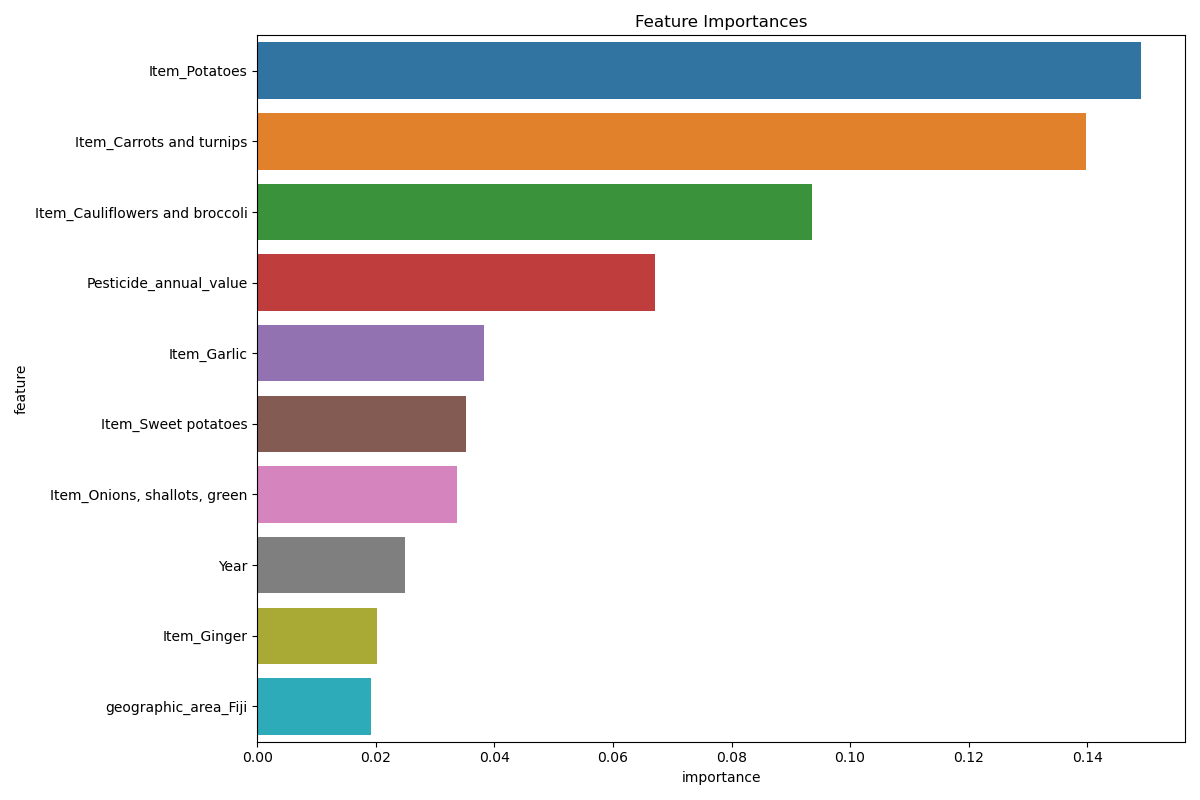 Feature Importances
Item_Potatoes
Item_Carrots and turnips
Item_Cauliflowers and broccoli
Pesticide_annual_value
Item_Garlic
Item_Sweet potatoes
Item_Onions, shallots, green
Year
Item_Ginger
geographic_area_Fiji
feature
0.00 0.02 0.04 0.06 0.08 0.10 0.12 0.14
importance